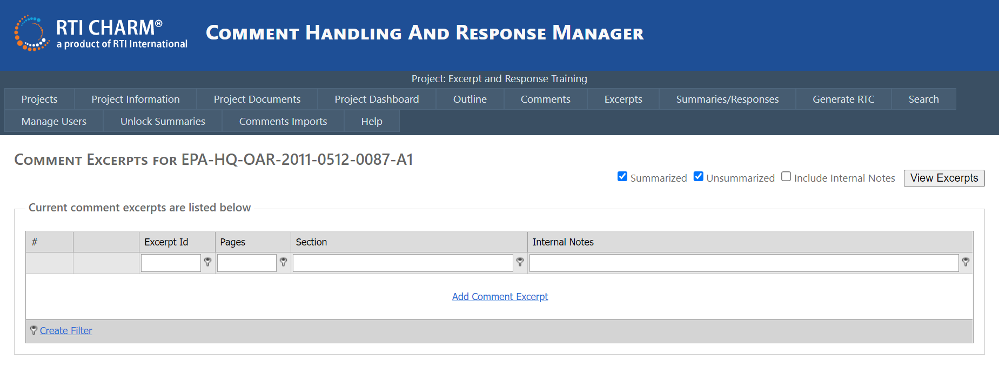 RTI CHARM®
a product of RTI International
Comment Handling And Response Manager
Project: Excerpt and Response Training
Projects Project Information Project Documents Project Dashboard Outline Comments Excerpts Summaries/Responses Generate RTC Search
Manage Users Unlock Summaries Comments Imports Help
Comment Excerpts for EPA-HQ-OAR-2011-0512-0087-A1
Summarized Unsummarized Include Internal Notes View Excerpts
Current comment excerpts are listed below
# Excerpt Id Pages Section Internal Notes
Add Comment Excerpt
Create Filter